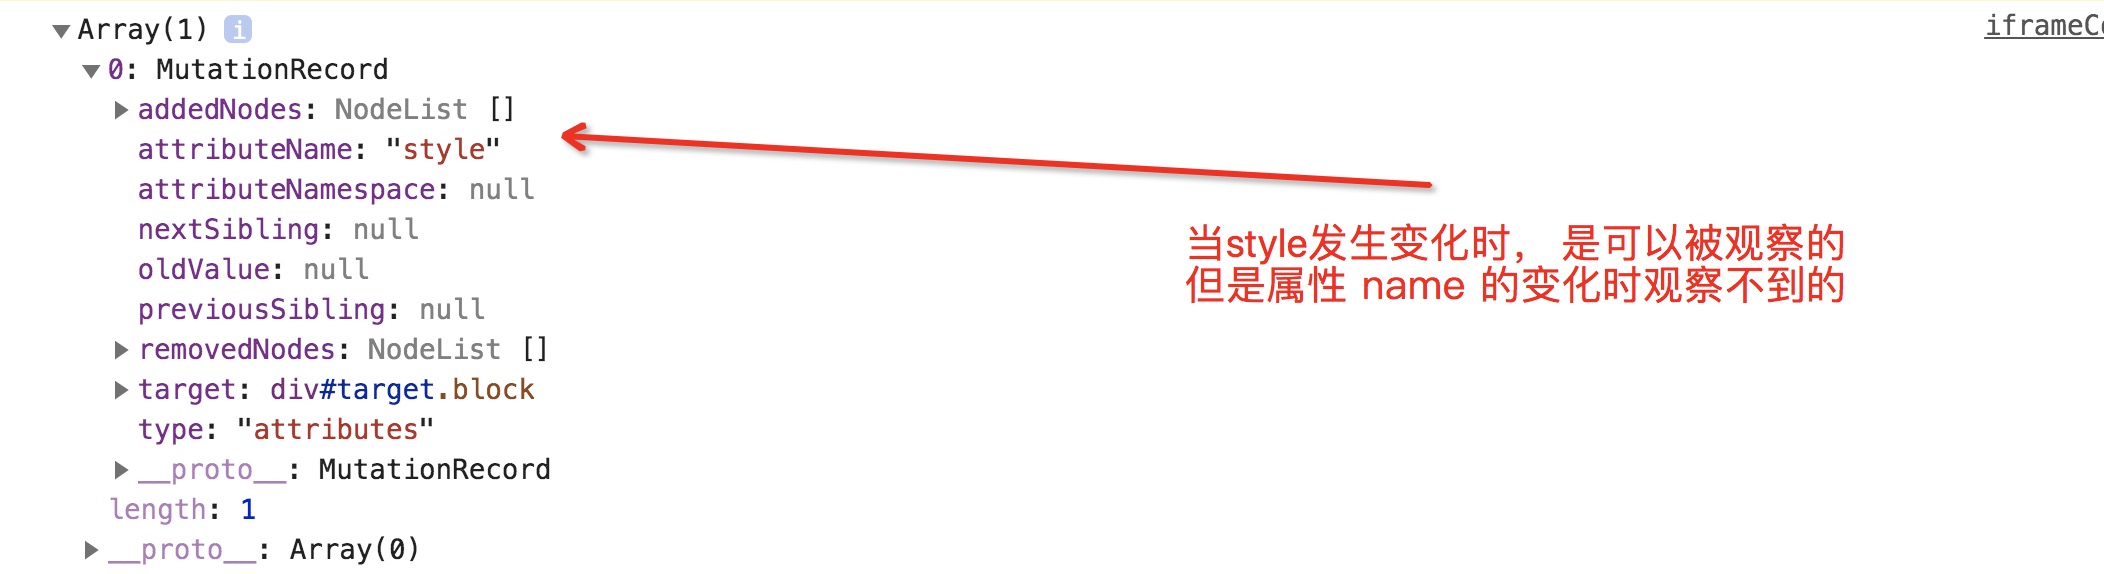 Array(1) i
iframeC
0: MutationRecord
addedNodes: NodeList []
attributeName: "style"
attributeNamespace: null
nextSibling: null
oldValue: null
previousSibling: null
removedNodes: NodeList []
target: div#target.block
type: "attributes"
__proto__: MutationRecord
length: 1
__proto__: Array(0)
当style发生变化时， 是可以被观察的
但是属性 name 的变化时观察不到的